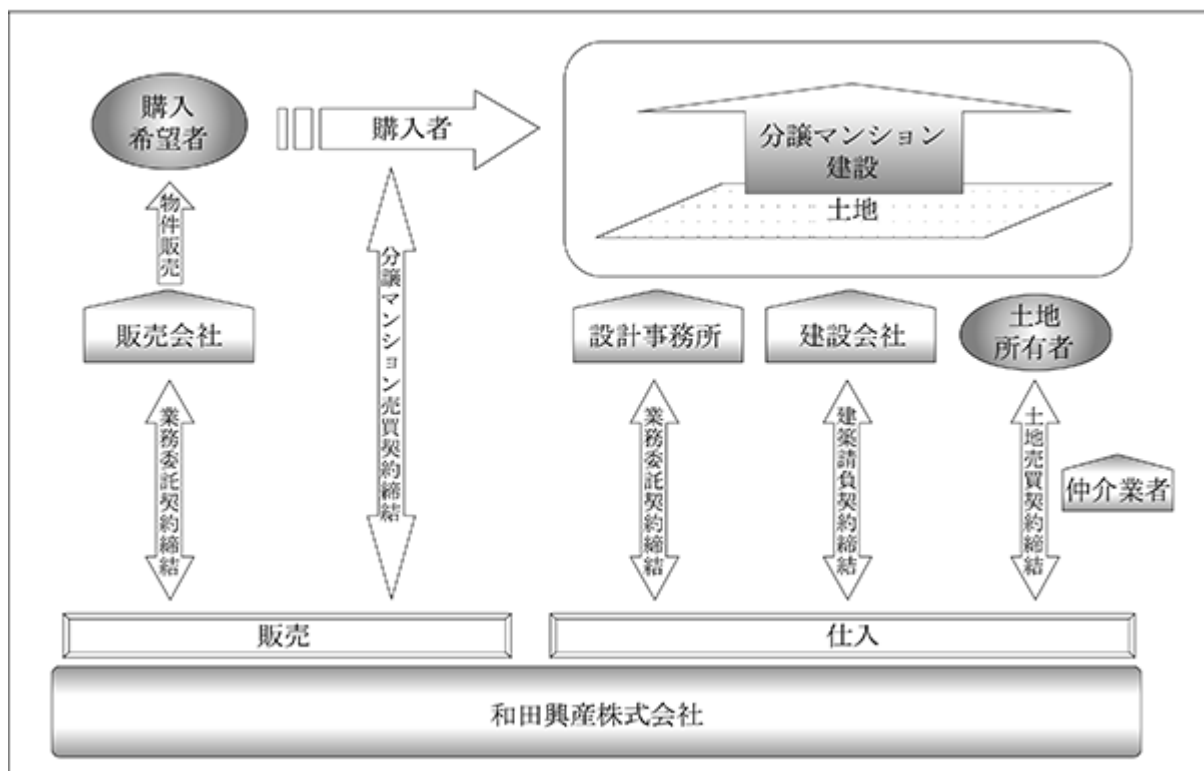 購入
希望者
購入者
分譲マンション
建設
土地
物件販売
分譲マンション売買契約締結
販売会社
設計事務所
建設会社
土地
所有者
業務委託契約締結
業務委託契約締結
建築請負契約締結
土地売買契約締結
仲介業者
販売
仕入
和田興産株式会社